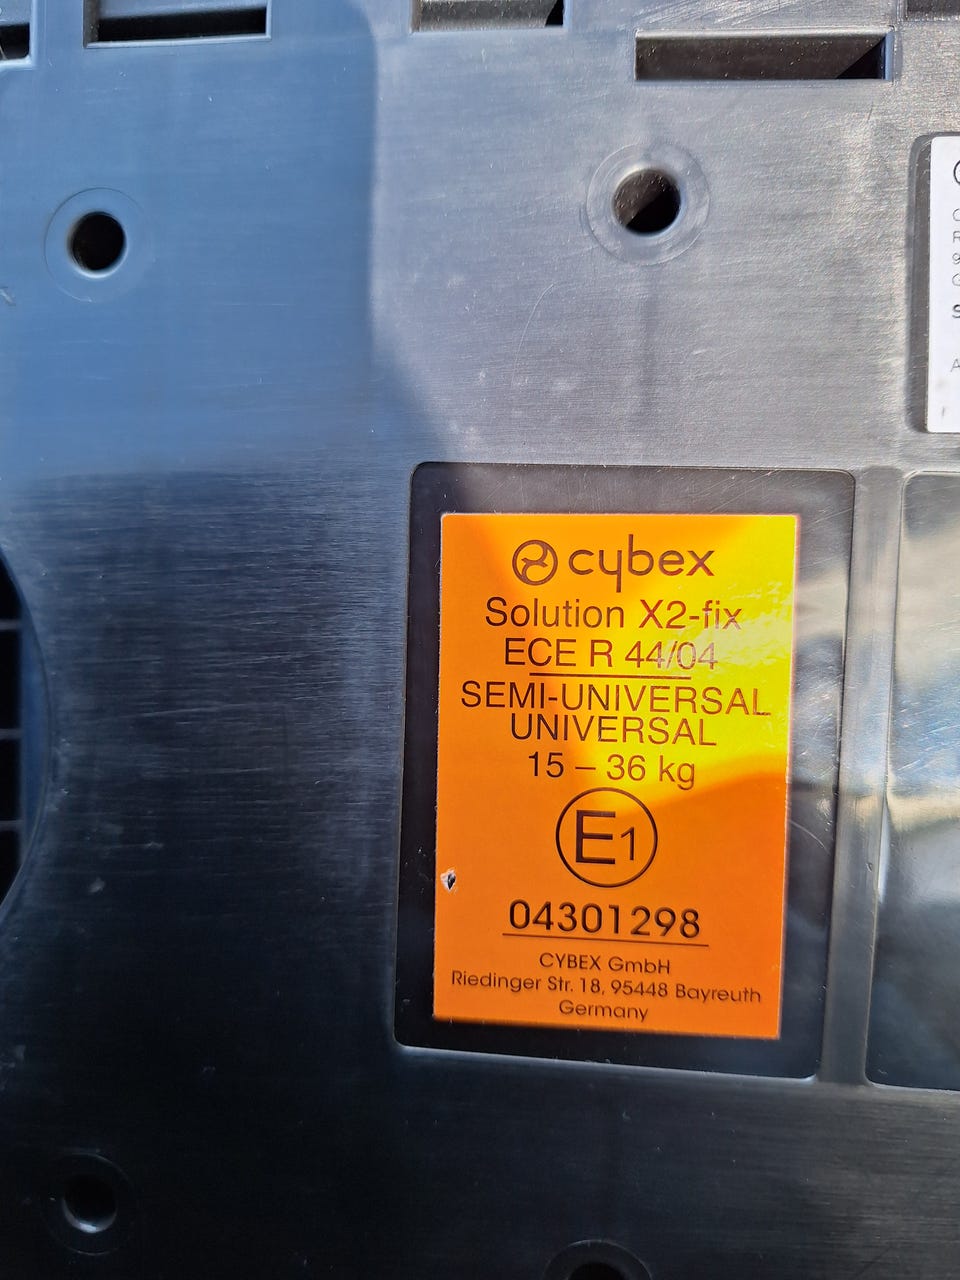 cybex
Solution X2-fix
ECE R 44/04
SEMI-UNIVERSAL
UNIVERSAL
15 – 36 kg
E1
04301298
CYBEX GmbH
Riedinger Str. 18, 95448 Bayreuth
Germany